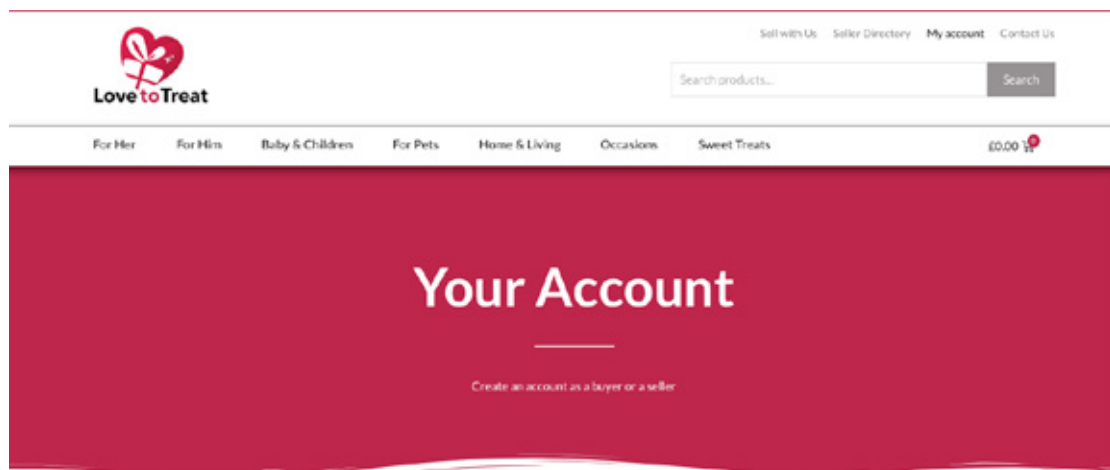 Sell with Us Seller Directory My account Contact Us
Love to Treat
Search products... Search
For Her For Him Baby & Children For Pets Home & Living Occasions Sweet Treats £0.00
Your Account
Create an account as a buyer or a seller